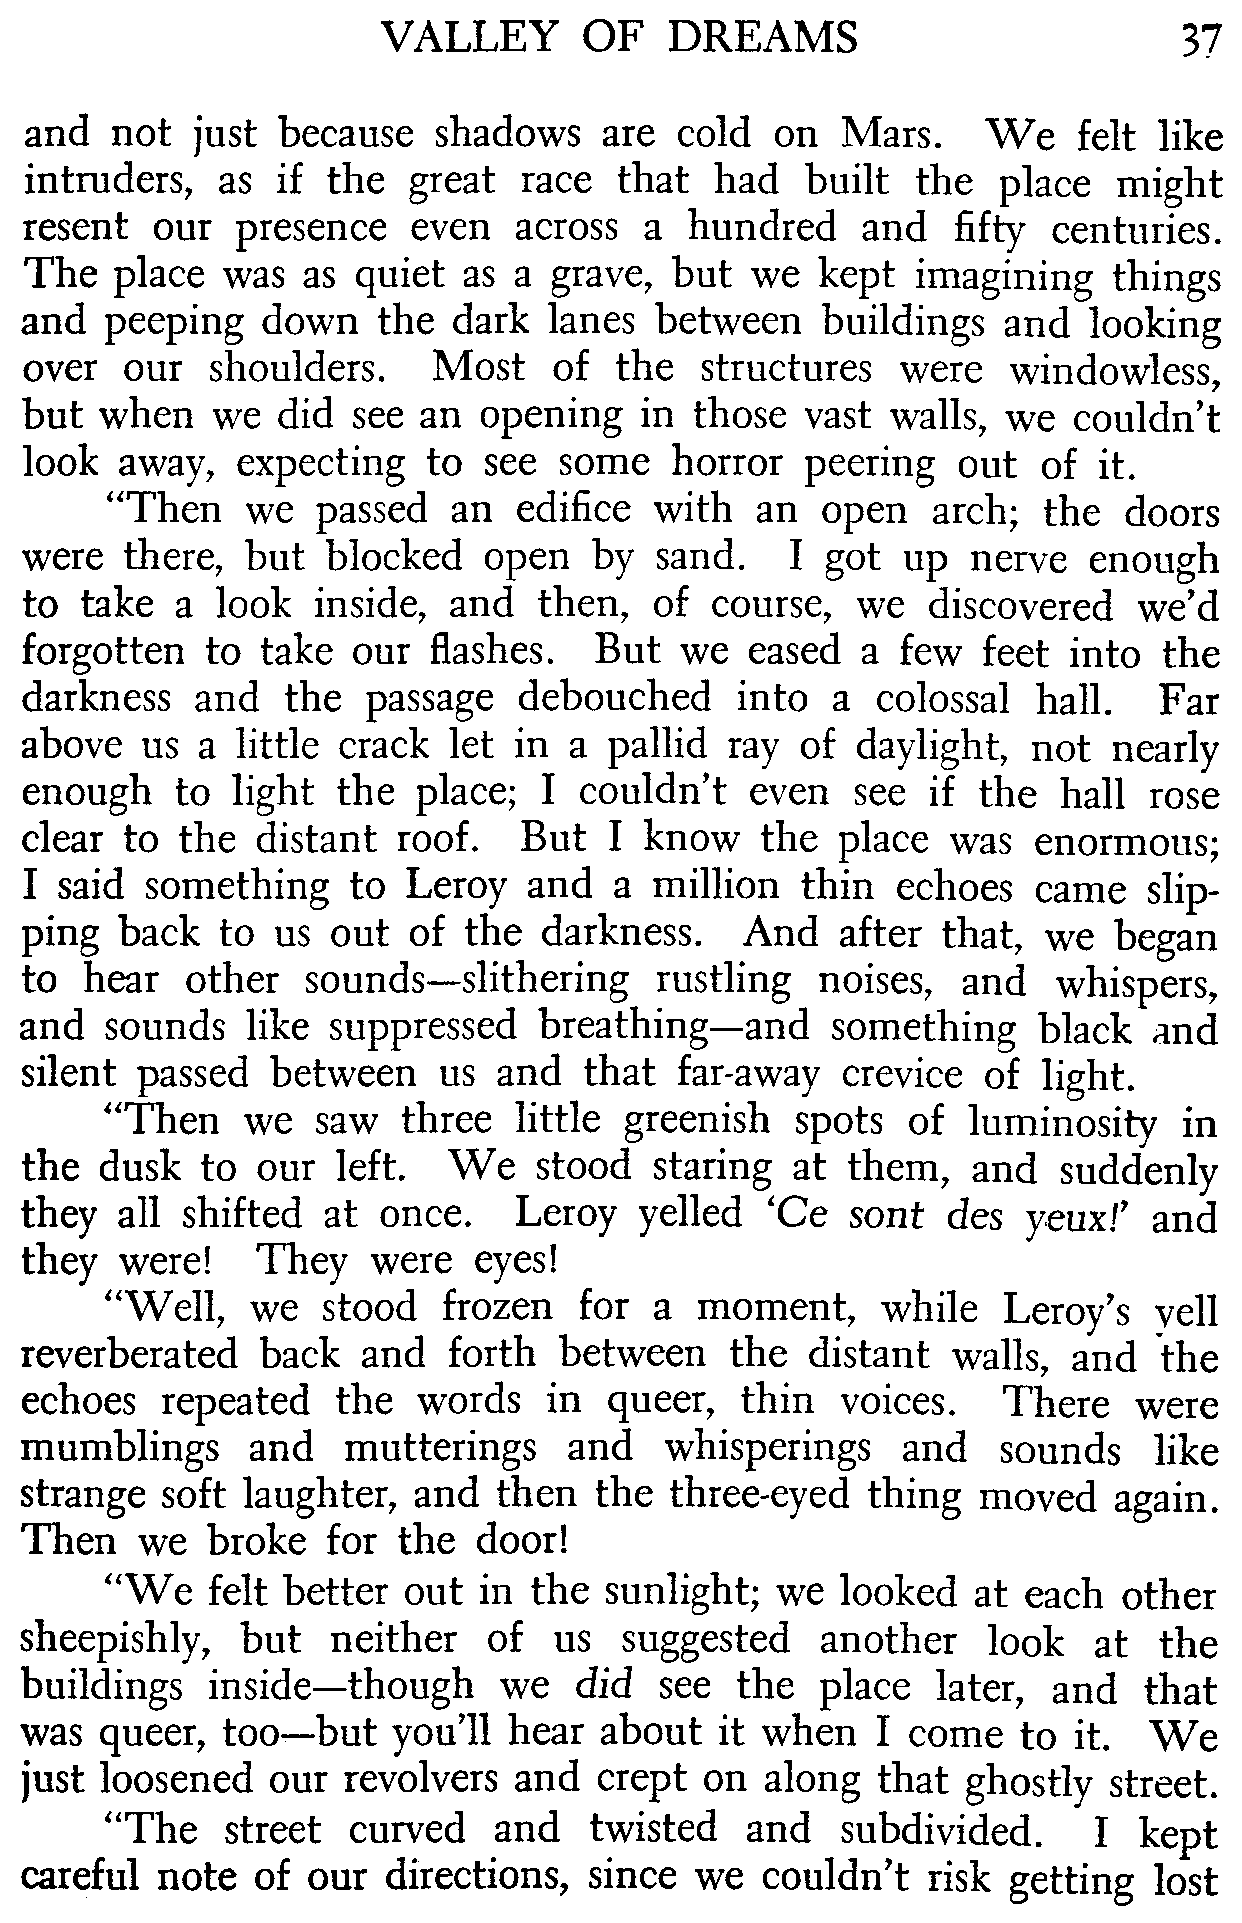 VALLEY OF DREAMS 37
and not just because shadows are cold on Mars. We felt like
intruders, as if the great race that had built the place might
resent our presence even across a hundred and fifty centuries.
The place was as quiet as a grave, but we kept imagining things
and peeping down the dark lanes between buildings and looking
over our shoulders. Most of the structures were windowless,
but when we did see an opening in those vast walls, we couldn't
look away, expecting to see some horror peering out of it.
"Then we passed an edifice with an open arch; the doors
were there, but blocked open by sand. I got up nerve enough
to take a look inside, and then, of course, we discovered we'd
forgotten to take our flashes. But we eased a few feet into the
darkness and the passage debouched into a colossal hall. Far
above us a little crack let in a pallid ray of daylight, not nearly
enough to light the place; I couldn't even see if the hall rose
clear to the distant roof. But I know the place was enormous;
I said something to Leroy and a million thin echoes came slip-
ping back to us out of the darkness. And after that, we began
to hear other sounds—slithering rustling noises, and whispers,
and sounds like suppressed breathing—and something black and
silent passed between us and that far-away crevice of light.
"Then we saw three little greenish spots of luminosity in
the dusk to our left. We stood staring at them, and suddenly
they all shifted at once. Leroy yelled 'Ce sont des yeux!' and
they were! They were eyes!
"Well, we stood frozen for a moment, while Leroy's yell
reverberated back and forth between the distant walls, and the
echoes repeated the words in queer, thin voices. There were
mumblings and mutterings and whisperings and sounds like
strange soft laughter, and then the three-eyed thing moved again.
Then we broke for the door!
"We felt better out in the sunlight; we looked at each other
sheepishly, but neither of us suggested another look at the
buildings inside—though we did see the place later, and that
was queer, too—but you'll hear about it when I come to it. We
just loosened our revolvers and crept on along that ghostly street.
"The street curved and twisted and subdivided. I kept
careful note of our directions, since we couldn't risk getting lost